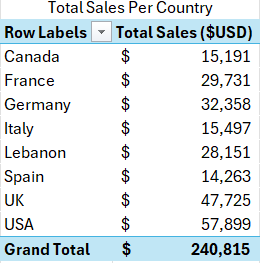 Total Sales Per Country
Row Labels Total Sales ($USD)
Canada $ 15,191
France $ 29,731
Germany $ 32,358
Italy $ 15,497
Lebanon $ 28,151
Spain $ 14,263
UK $ 47,725
USA $ 57,899
Grand Total $ 240,815